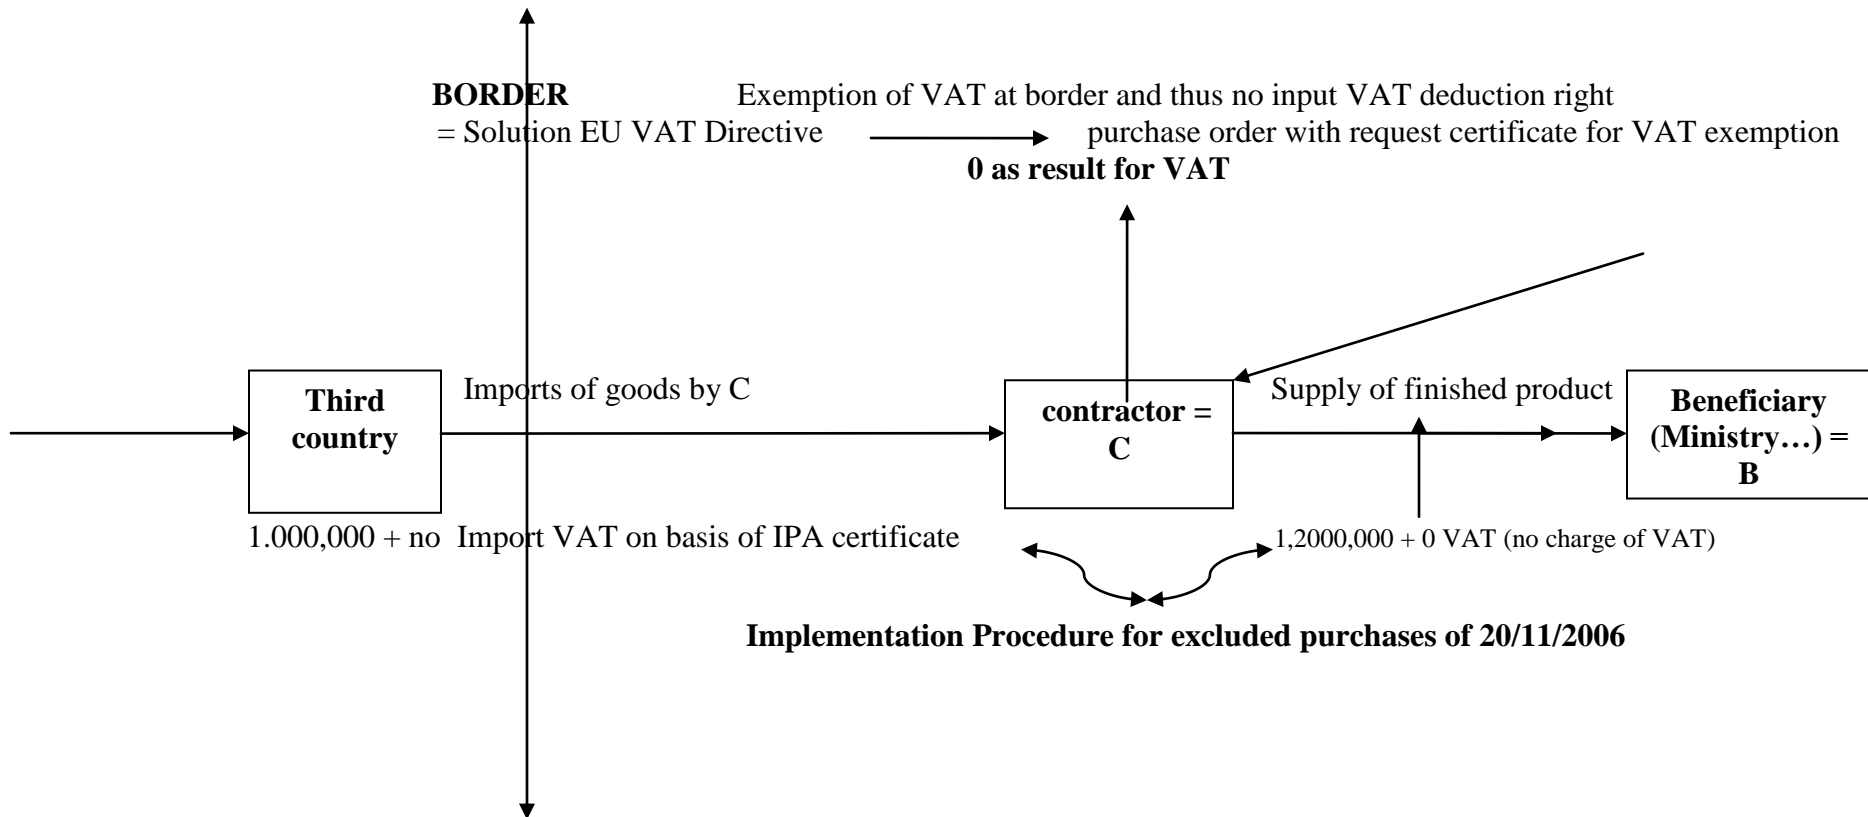 BORDER Exemption of VAT at border and thus no input VAT deduction right
= Solution EU VAT Directive purchase order with request certificate for VAT exemption
0 as result for VAT
Third
country
Imports of goods by C
contractor =
C
Supply of finished product
Beneficiary
(Ministry…) =
B
1.000,000 + no Import VAT on basis of IPA certificate
1,2000,000 + 0 VAT (no charge of VAT)
Implementation Procedure for excluded purchases of 20/11/2006